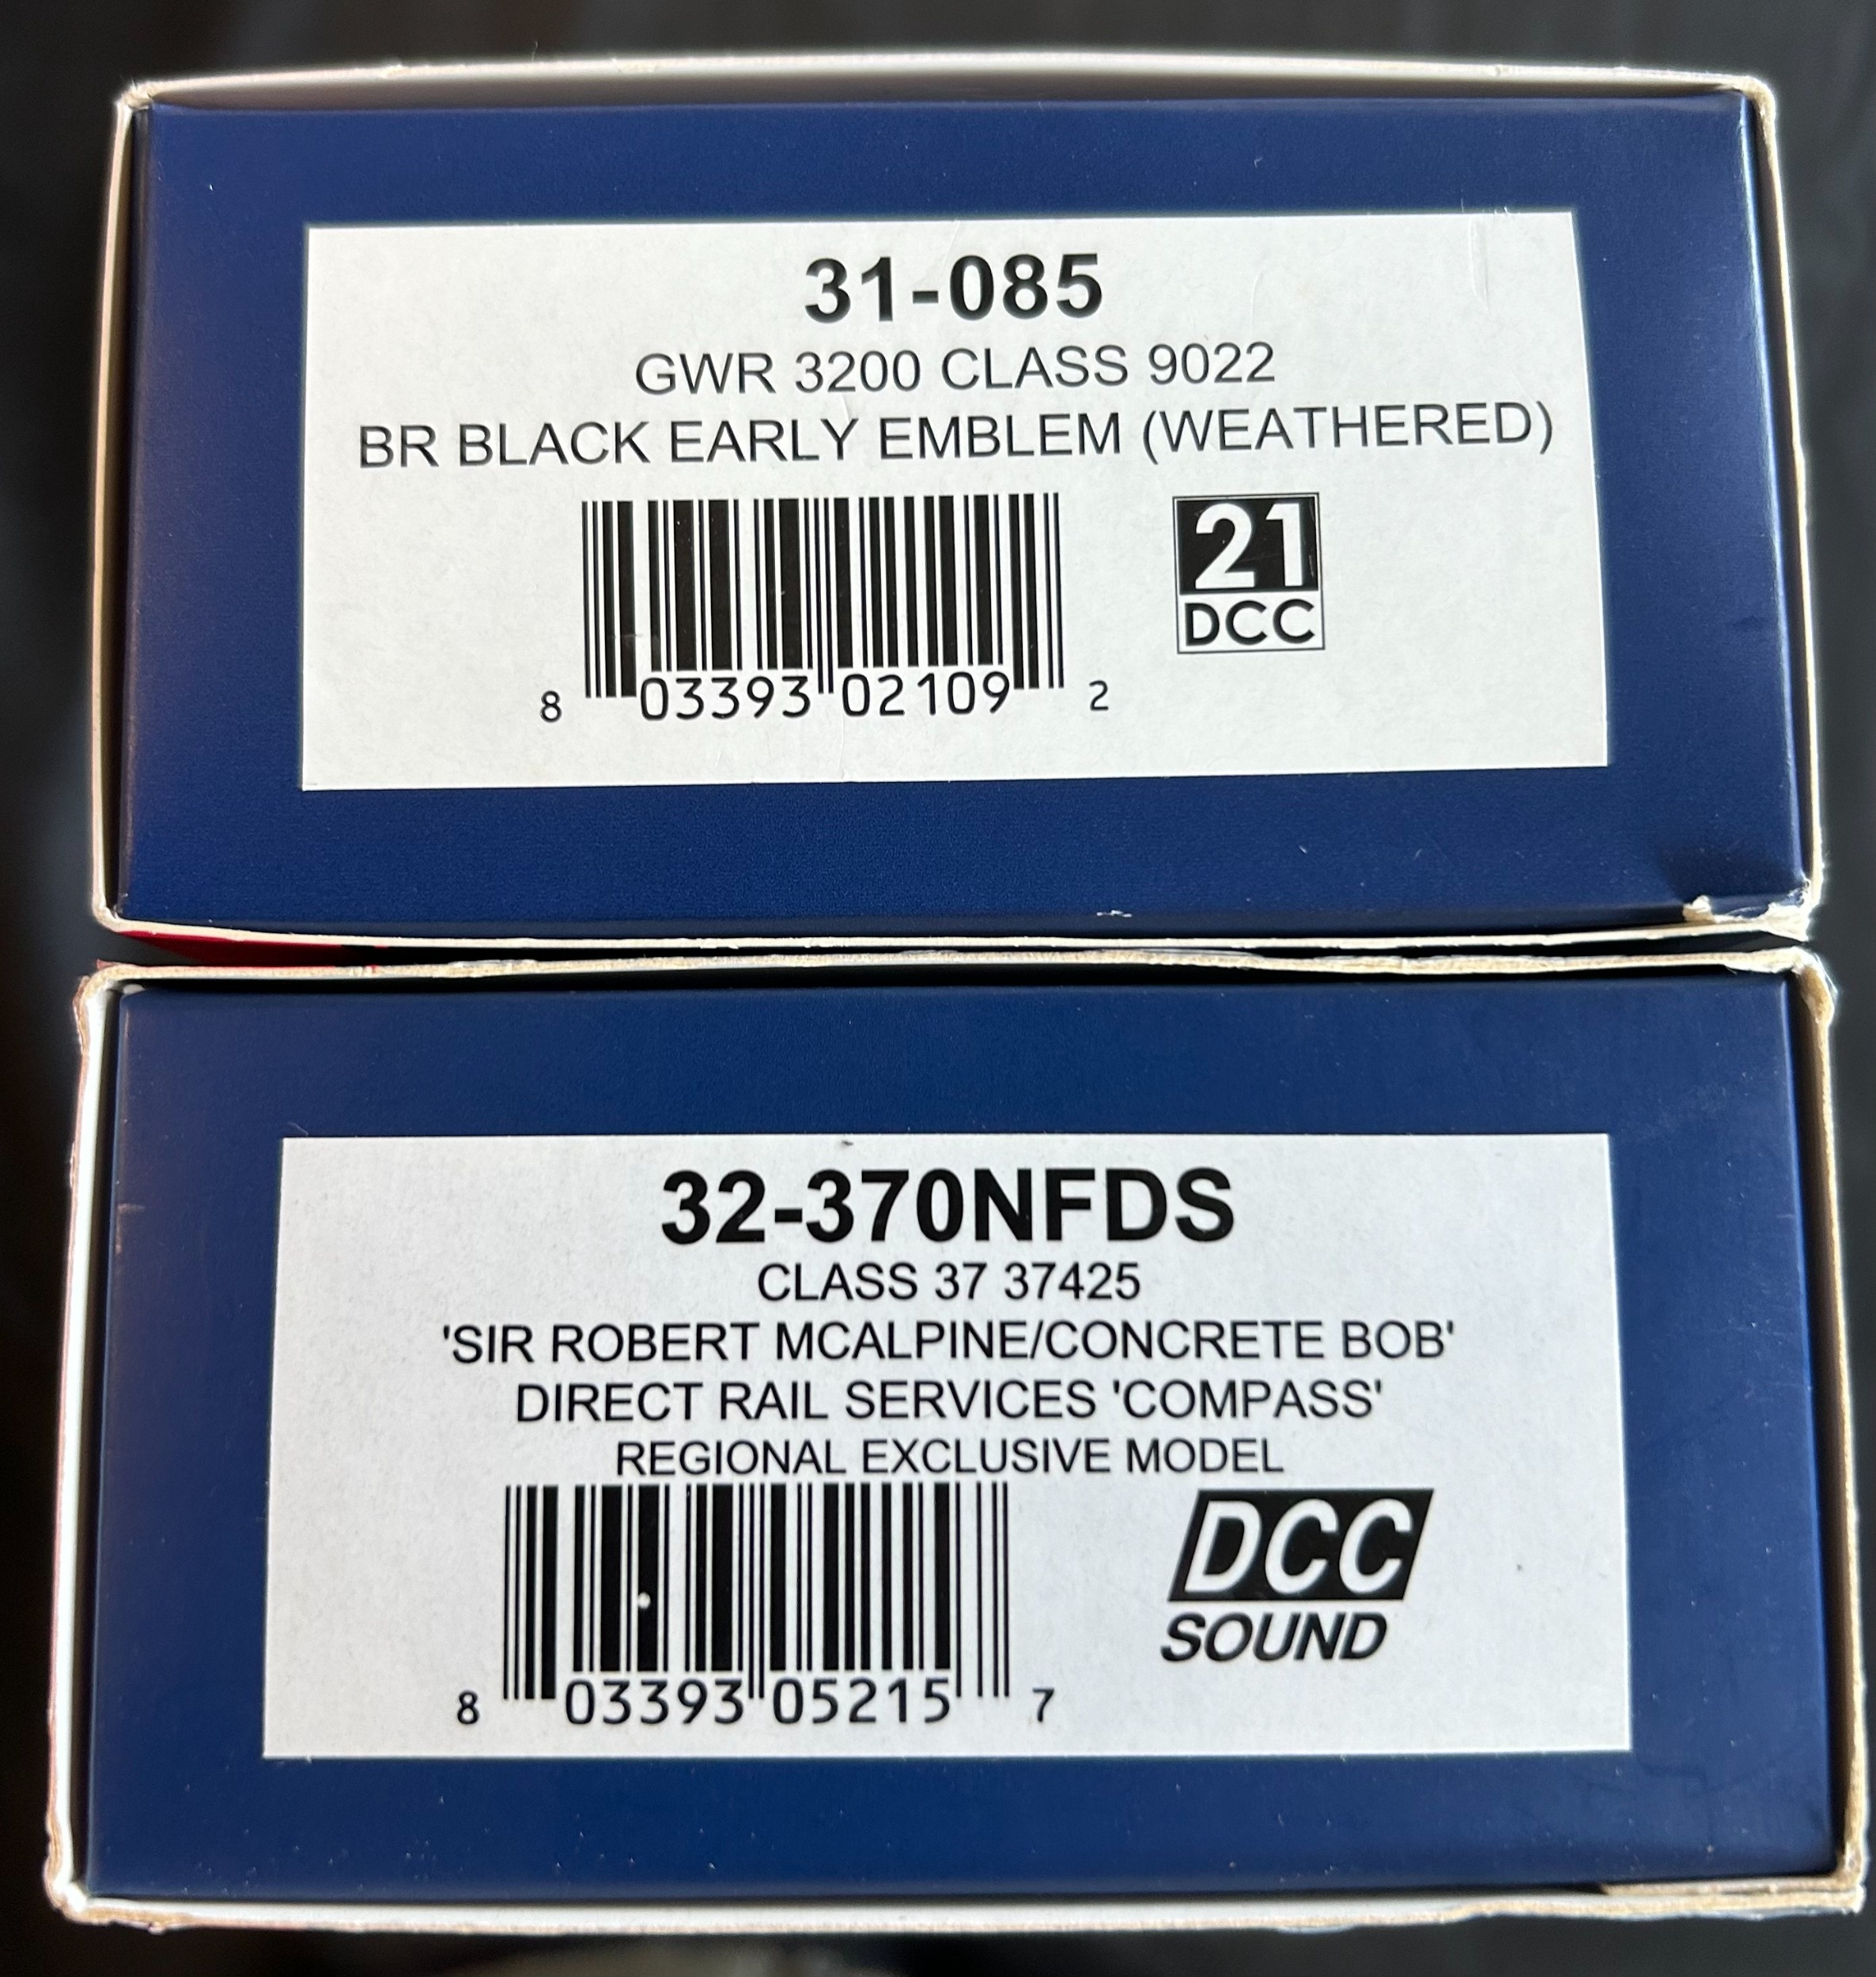 31-085
GWR 3200 CLASS 9022
BR BLACK EARLY EMBLEM (WEATHERED)
21
DCC
8 03393 02109 2
32-370NFDS
CLASS 37 37425
'SIR ROBERT MCALPINE/CONCRETE BOB'
DIRECT RAIL SERVICES 'COMPASS'
REGIONAL EXCLUSIVE MODEL
DCC
SOUND
8 03393 05215 7